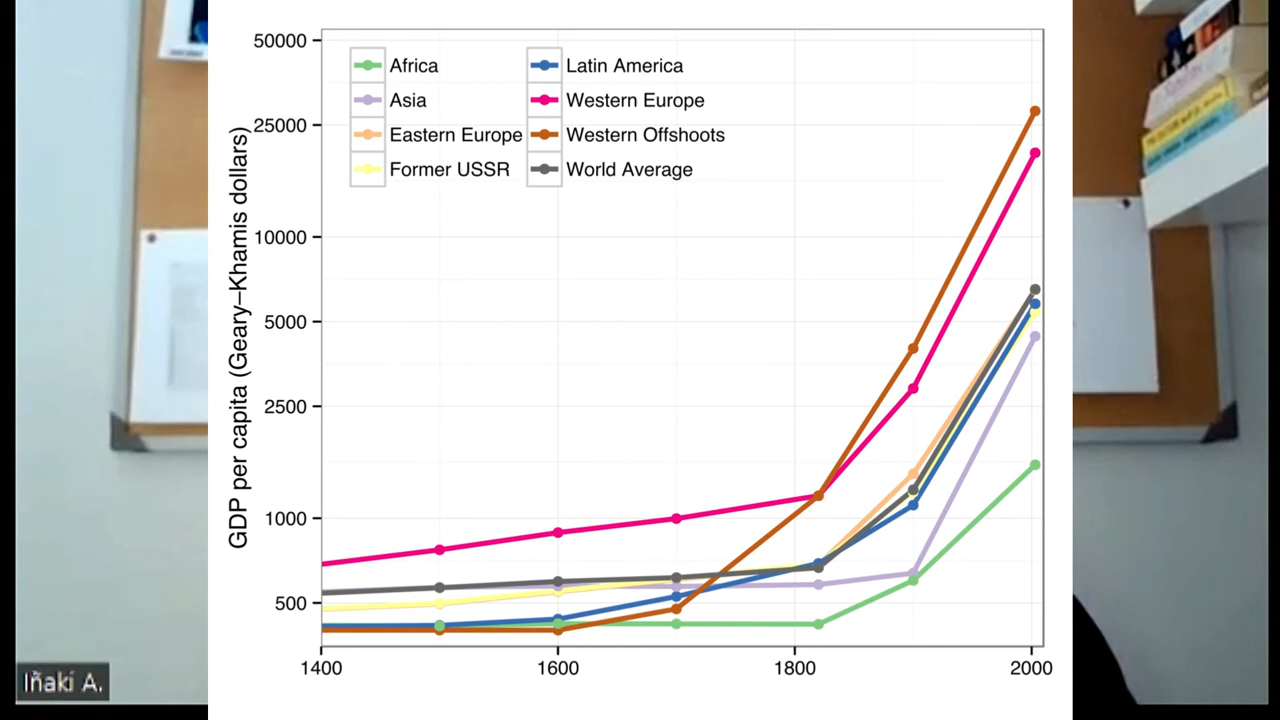 50000
25000
10000
5000
2500
1000
500
GDP per capita (Geary–Khamis dollars)
Africa
Asia
Eastern Europe
Former USSR
Latin America
Western Europe
Western Offshoots
World Average
1400
1600
1800
2000
Iñaki A.